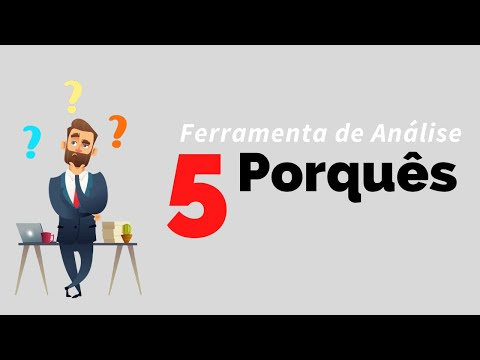 ? ? ?
Ferramenta de Análise
5 Porquês